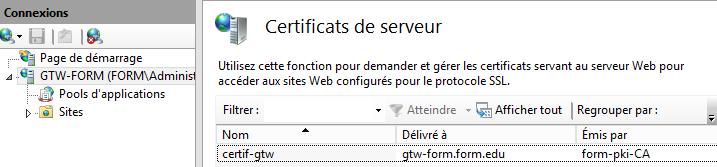 Connexions
Page de démarrage
GTW-FORM (FORM\Administ
Pools d'applications
Sites
Certificats de serveur
Utilisez cette fonction pour demander et gérer les certificats servant au serveur Web pour
accéder aux sites Web configurés pour le protocole SSL.
Filtrer : Atteindre Afficher tout Regrouper par :
Nom Délivré à Émis par
certif-gtw gtw-form.form.edu form-pki-CA